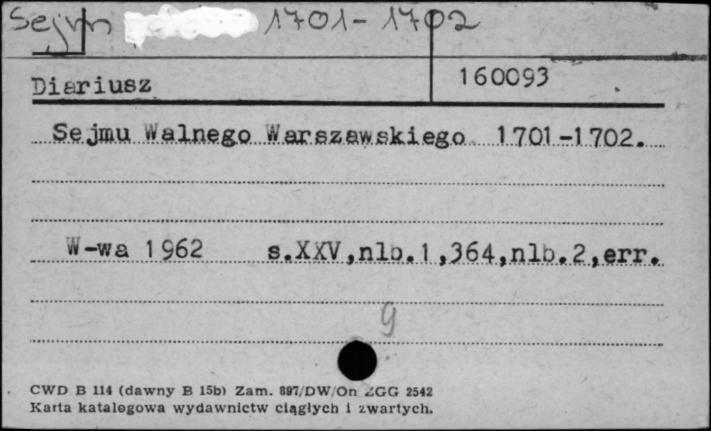 Sejm 1701-1702
Diariusz 160093
Sejmu Walnego Warszawskiego 1701-1702.
W-wa 1962 s.XXV,nlb.1,364,nlb.2,err.
9
CWD B 114 (dawny B 15b) Zam. 897/DW/On ZGG 2542
Karta katalogowa wydawnictw ciągłych i zwartych.